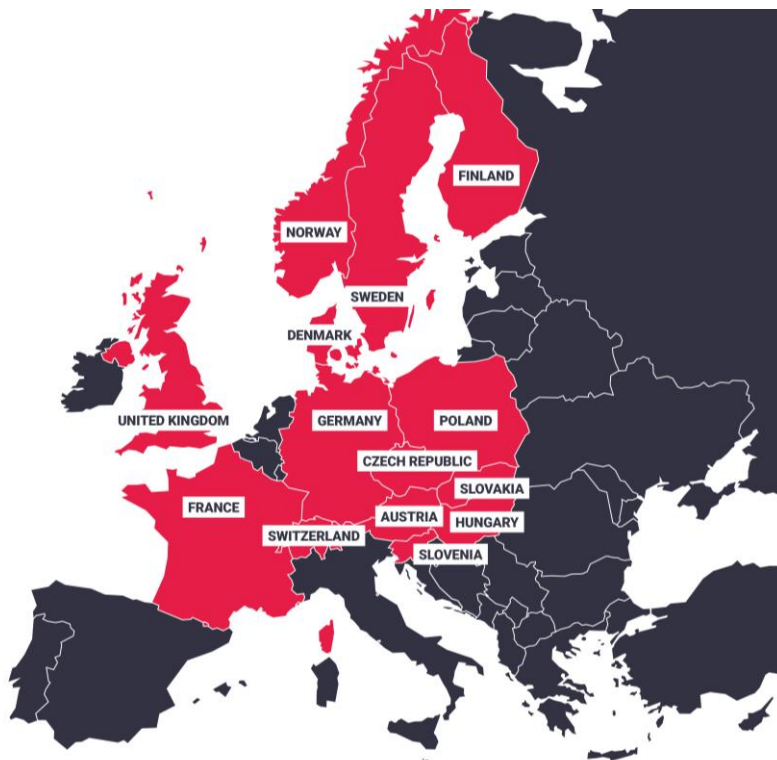 FINLAND
NORWAY
SWEDEN
DENMARK
UNITED KINGDOM
GERMANY
POLAND
CZECH REPUBLIC
SLOVAKIA
FRANCE
AUSTRIA
HUNGARY
SWITZERLAND
SLOVENIA